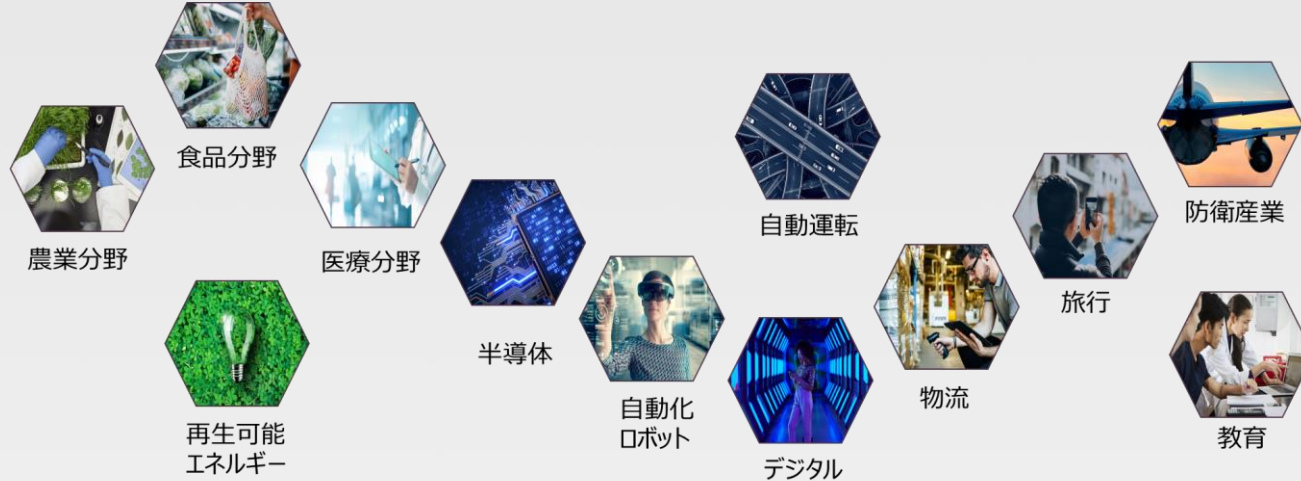 食品分野
農業分野
医療分野
自動運転
防衛産業
旅行
半導体
物流
自動化
ロボット
再生可能
エネルギー
デジタル
教育